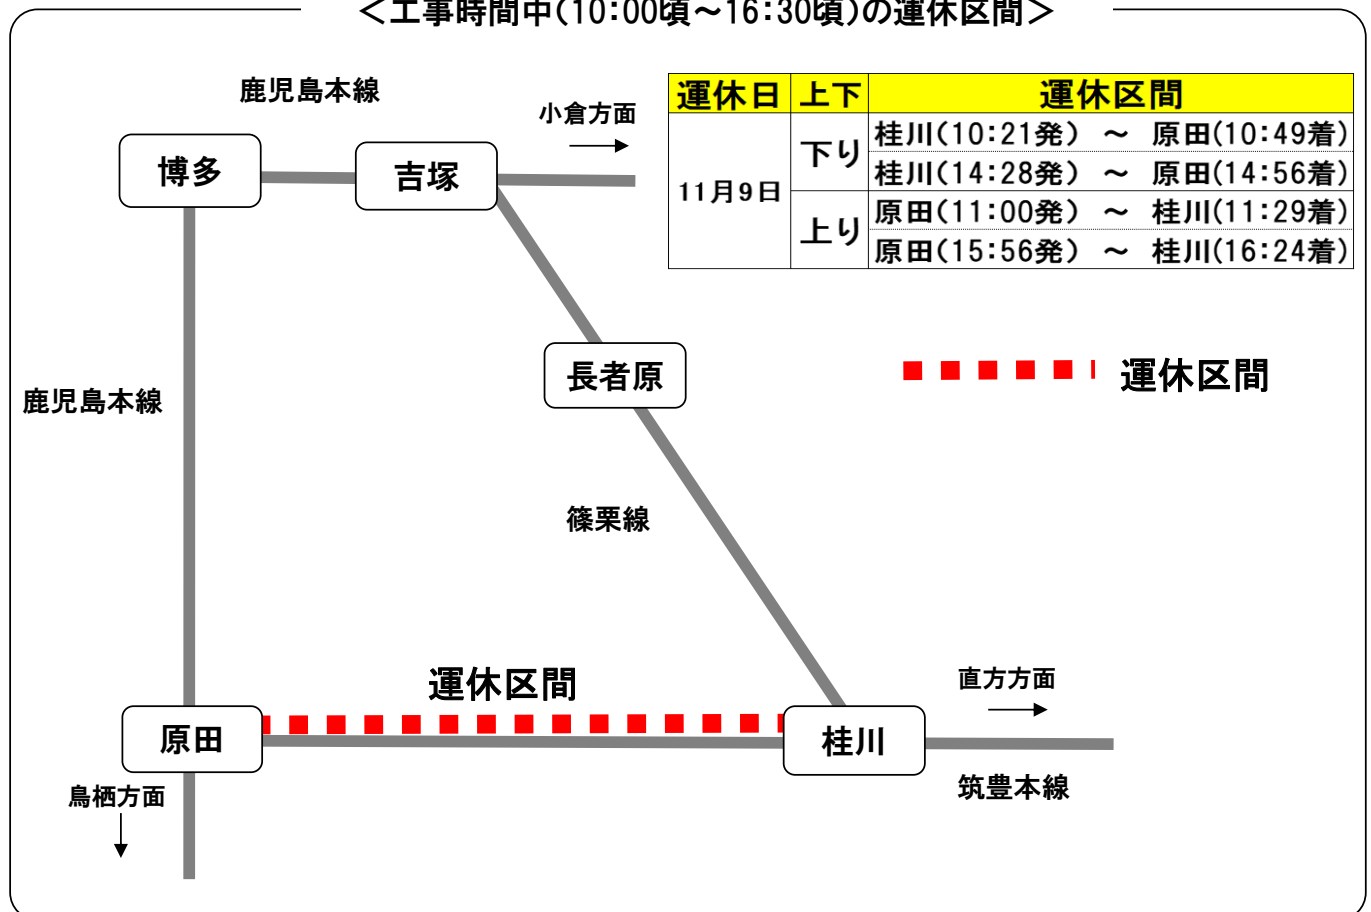 ＜工事時間中(10:00頃～16:30頃)の運休区間＞
鹿児島本線
小倉方面
博多
吉塚
運休日 上下 運休区間
11月9日
下り
桂川(10:21発) ～ 原田(10:49着)
桂川(14:28発) ～ 原田(14:56着)
上り
原田(11:00発) ～ 桂川(11:29着)
原田(15:56発) ～ 桂川(16:24着)
長者原
運休区間
鹿児島本線
篠栗線
運休区間
直方方面
原田
桂川
鳥栖方面
筑豊本線